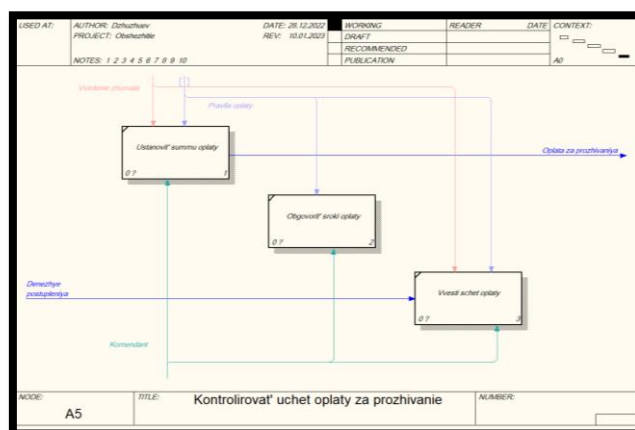 USED AT:
AUTHOR: Dzhuzhuev
DATE: 28.12.2022
PROJECT: Obshezhitie
REV: 10.01.2023
NOTES: 1 2 3 4 5 6 7 8 9 10
WORKING
DRAFT
RECOMMENDED
PUBLICATION
READER
DATE
CONTEXT:
A0
Vvedenie zhurnala
Pravila oplaty
Ustanovit' summu oplaty
0 ?
1
Oplata za prozhivaniya
Obgovorit' sroki oplaty
0 ?
2
Denezhye
postupleniya
Vvesti schet oplaty
0 ?
3
Komendant
NODE:
A5
TITLE:
Kontrolirovat' uchet oplaty za prozhivanie
NUMBER: